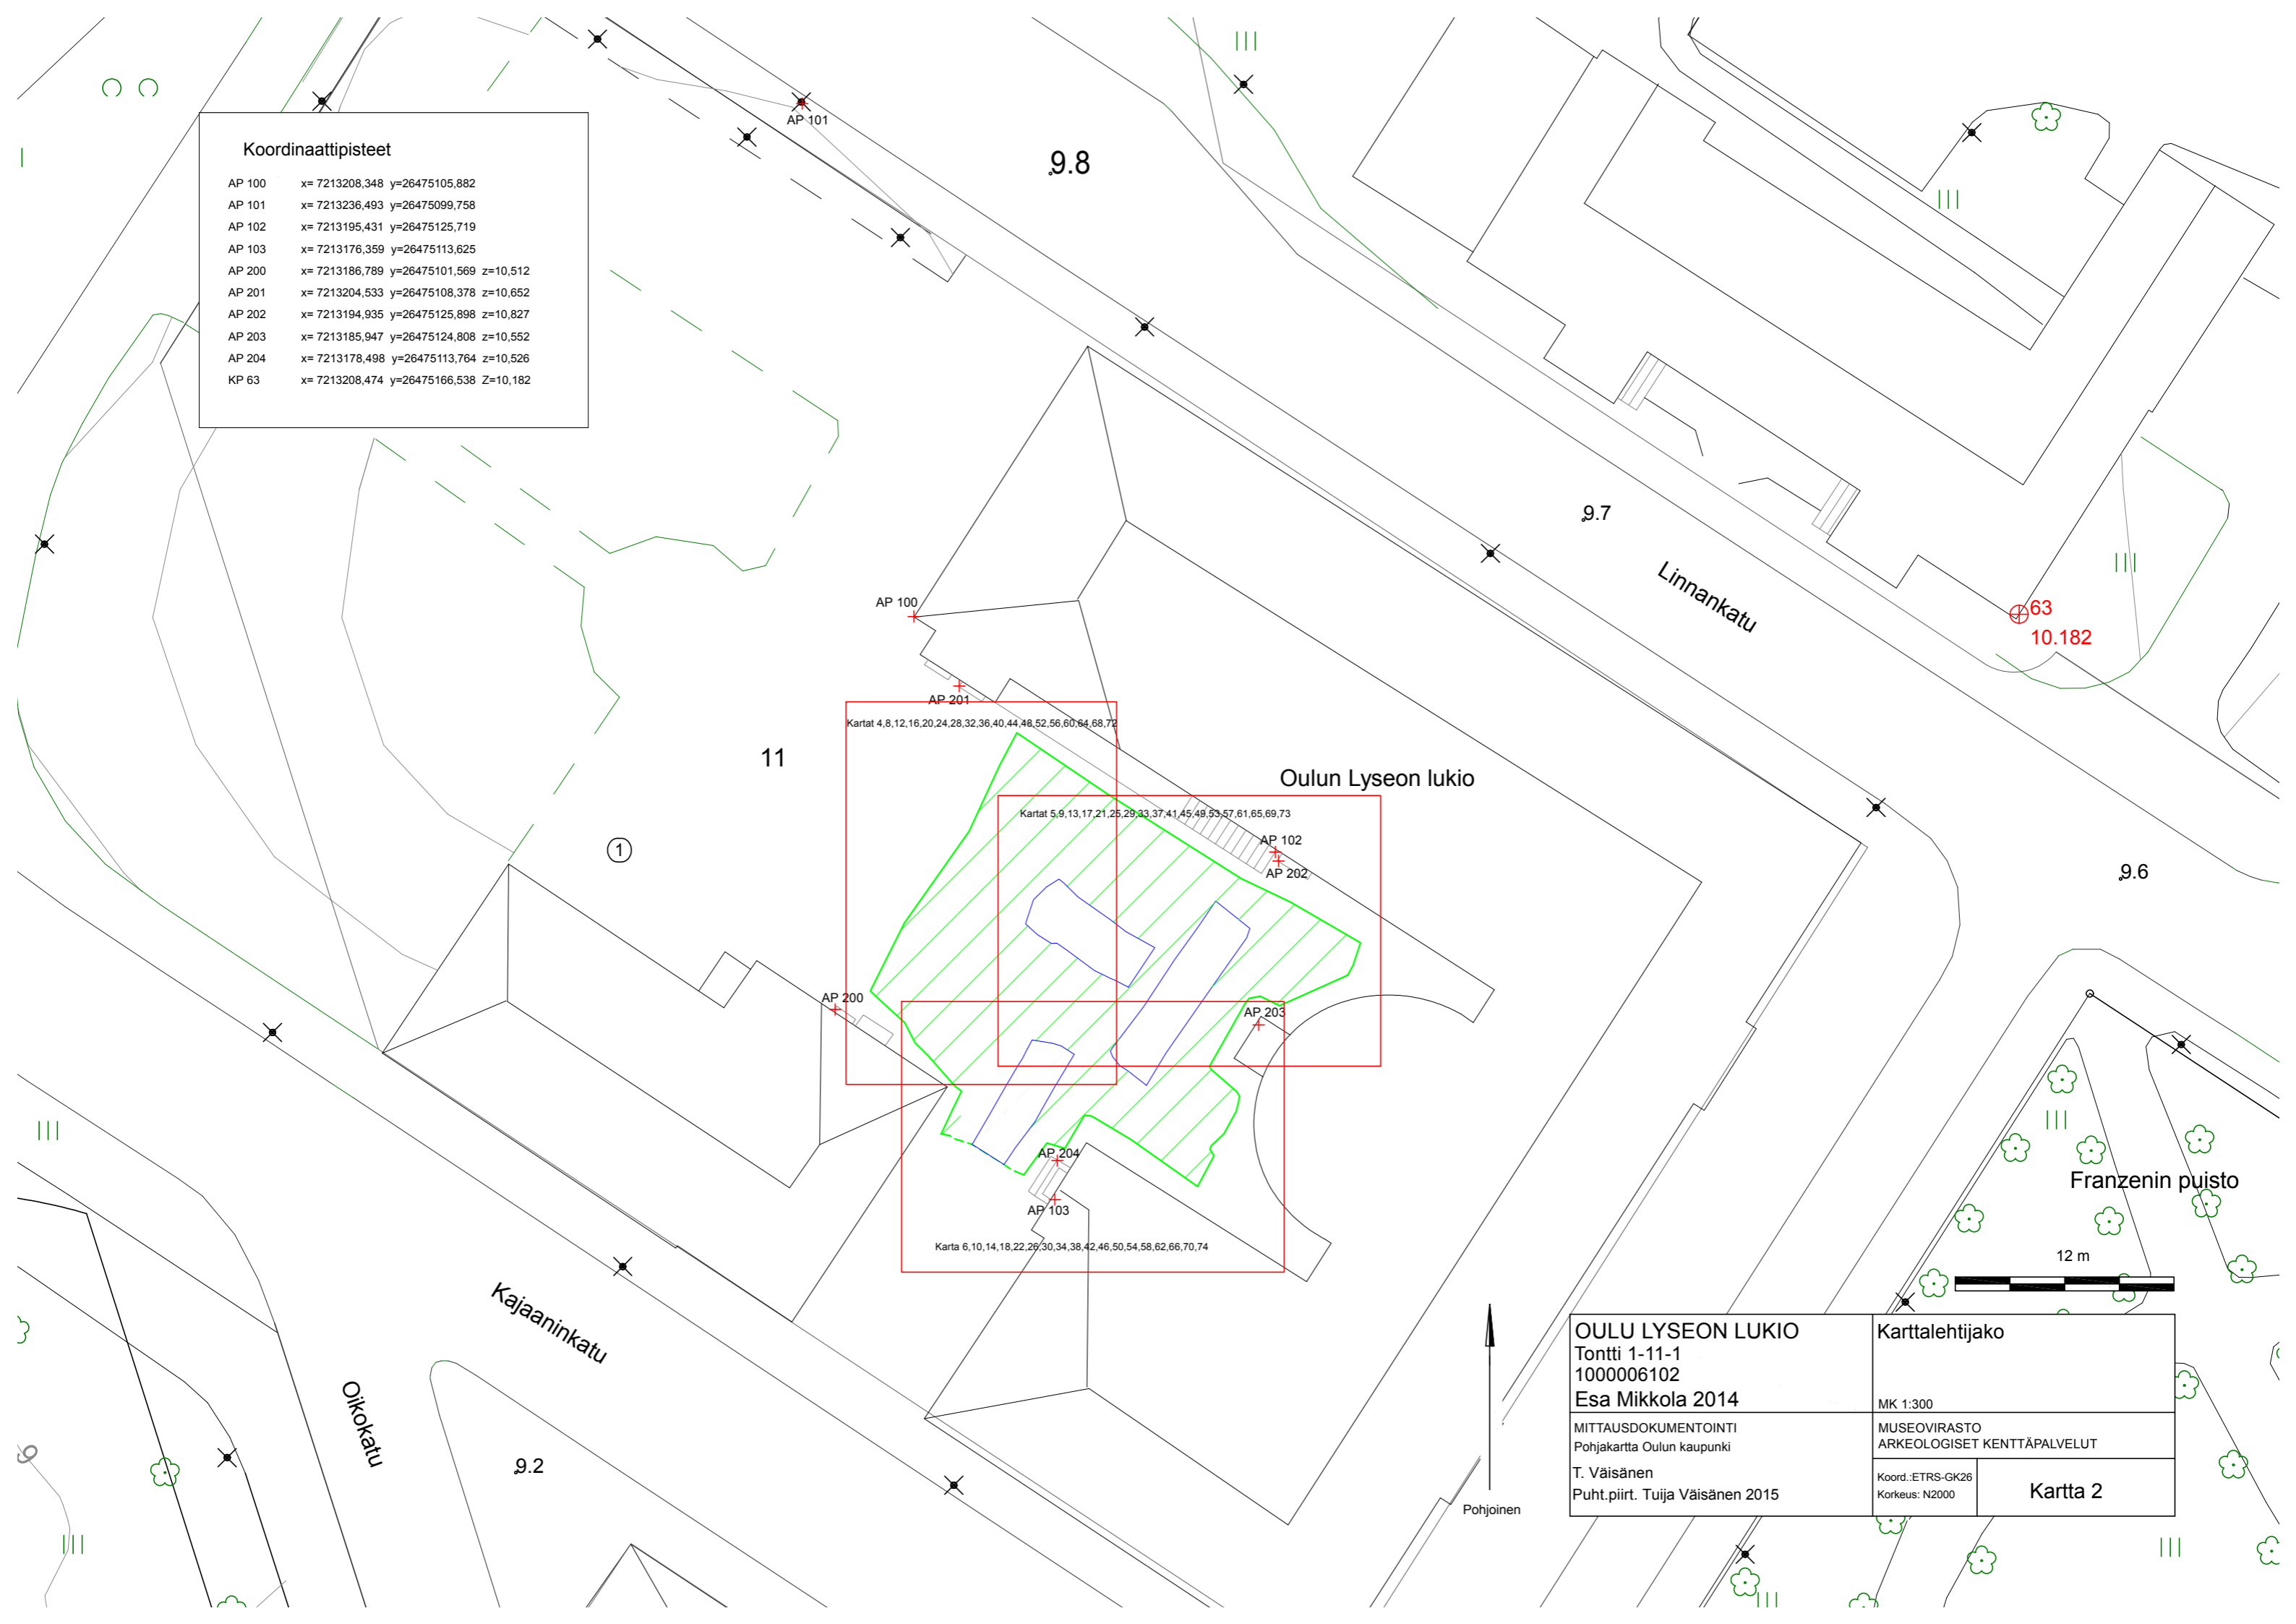 AP 101
9.8
Koordinaattipisteet
AP 100 x= 7213208,348 y=26475105,882
AP 101 x= 7213236,493 y=26475099,758
AP 102 x= 7213195,431 y=26475125,719
AP 103 x= 7213176,359 y=26475113,625
AP 200 x= 7213186,789 y=26475101,569 z=10,512
AP 201 x= 7213204,533 y=26475108,378 z=10,652
AP 202 x= 7213194,935 y=26475125,898 z=10,827
AP 203 x= 7213185,947 y=26475124,808 z=10,552
AP 204 x= 7213178,498 y=26475113,764 z=10,526
KP 63 x= 7213208,474 y=26475166,538 Z=10,182
9.7
Linnankatu
AP 100
63
10.182
AP 201
Kartat 4,8,12,16,20,24,28,32,36,40,44,48,52,56,60,64,68,72
11
Oulun Lyseon lukio
Kartat 5,9,13,17,21,25,29,33,37,41,45,49,53,57,61,65,69,73
AP 102
1
AP 202
9.6
AP 200
AP 203
AP 204
Franzenin puisto
AP 103
Karta 6,10,14,18,22,26,30,34,38,42,46,50,54,58,62,66,70,74
12 m
Kajaaninkatu
Oikokatu
9
9.2
Pohjoinen
OULU LYSEON LUKIO
Tontti 1-11-1
1000006102
Esa Mikkola 2014
Karttalehtijako
MK 1:300
MITTAUSDOKUMENTOINTI
Pohjakartta Oulun kaupunki
T. Väisänen
Puht.piirt. Tuija Väisänen 2015
MUSEOVIRASTO
ARKEOLOGISET KENTTÄPALVELUT
Koord.:ETRS-GK26
Korkeus: N2000
Kartta 2